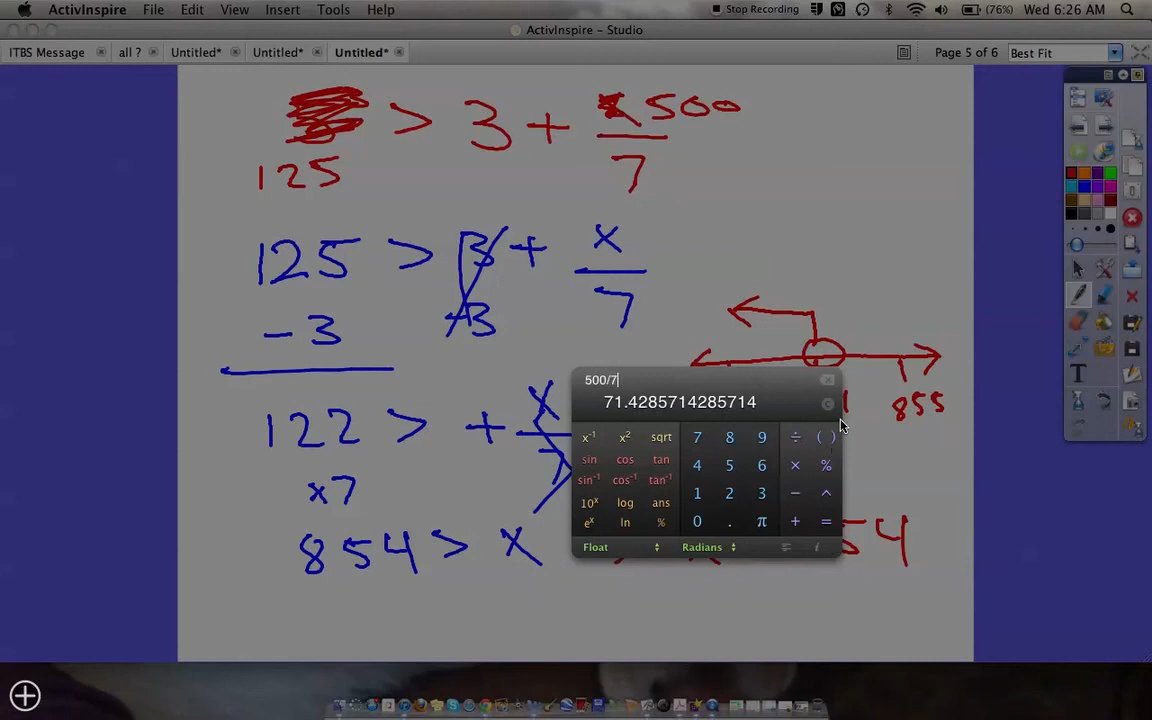 ActivInspire File Edit View Insert Tools Help Stop Recording (76%) Wed 6:26 AM
ActivInspire - Studio
ITBS Message all ? Untitled* Untitled* Untitled* Page 5 of 6 Best Fit
> 3 + 500
125 7
125 > 3 + x
7
-3 -3
855
500/7
71.4285714285714
122 > + x
7
x7
854 > x
54
x-1 x2 sqrt 7 8 9 ÷ ( )
sin cos tan 4 5 6 × %
sin-1 cos-1 tan-1
10x log ans 1 2 3 − ^
ex ln % 0 . π + =
Float Radians
T